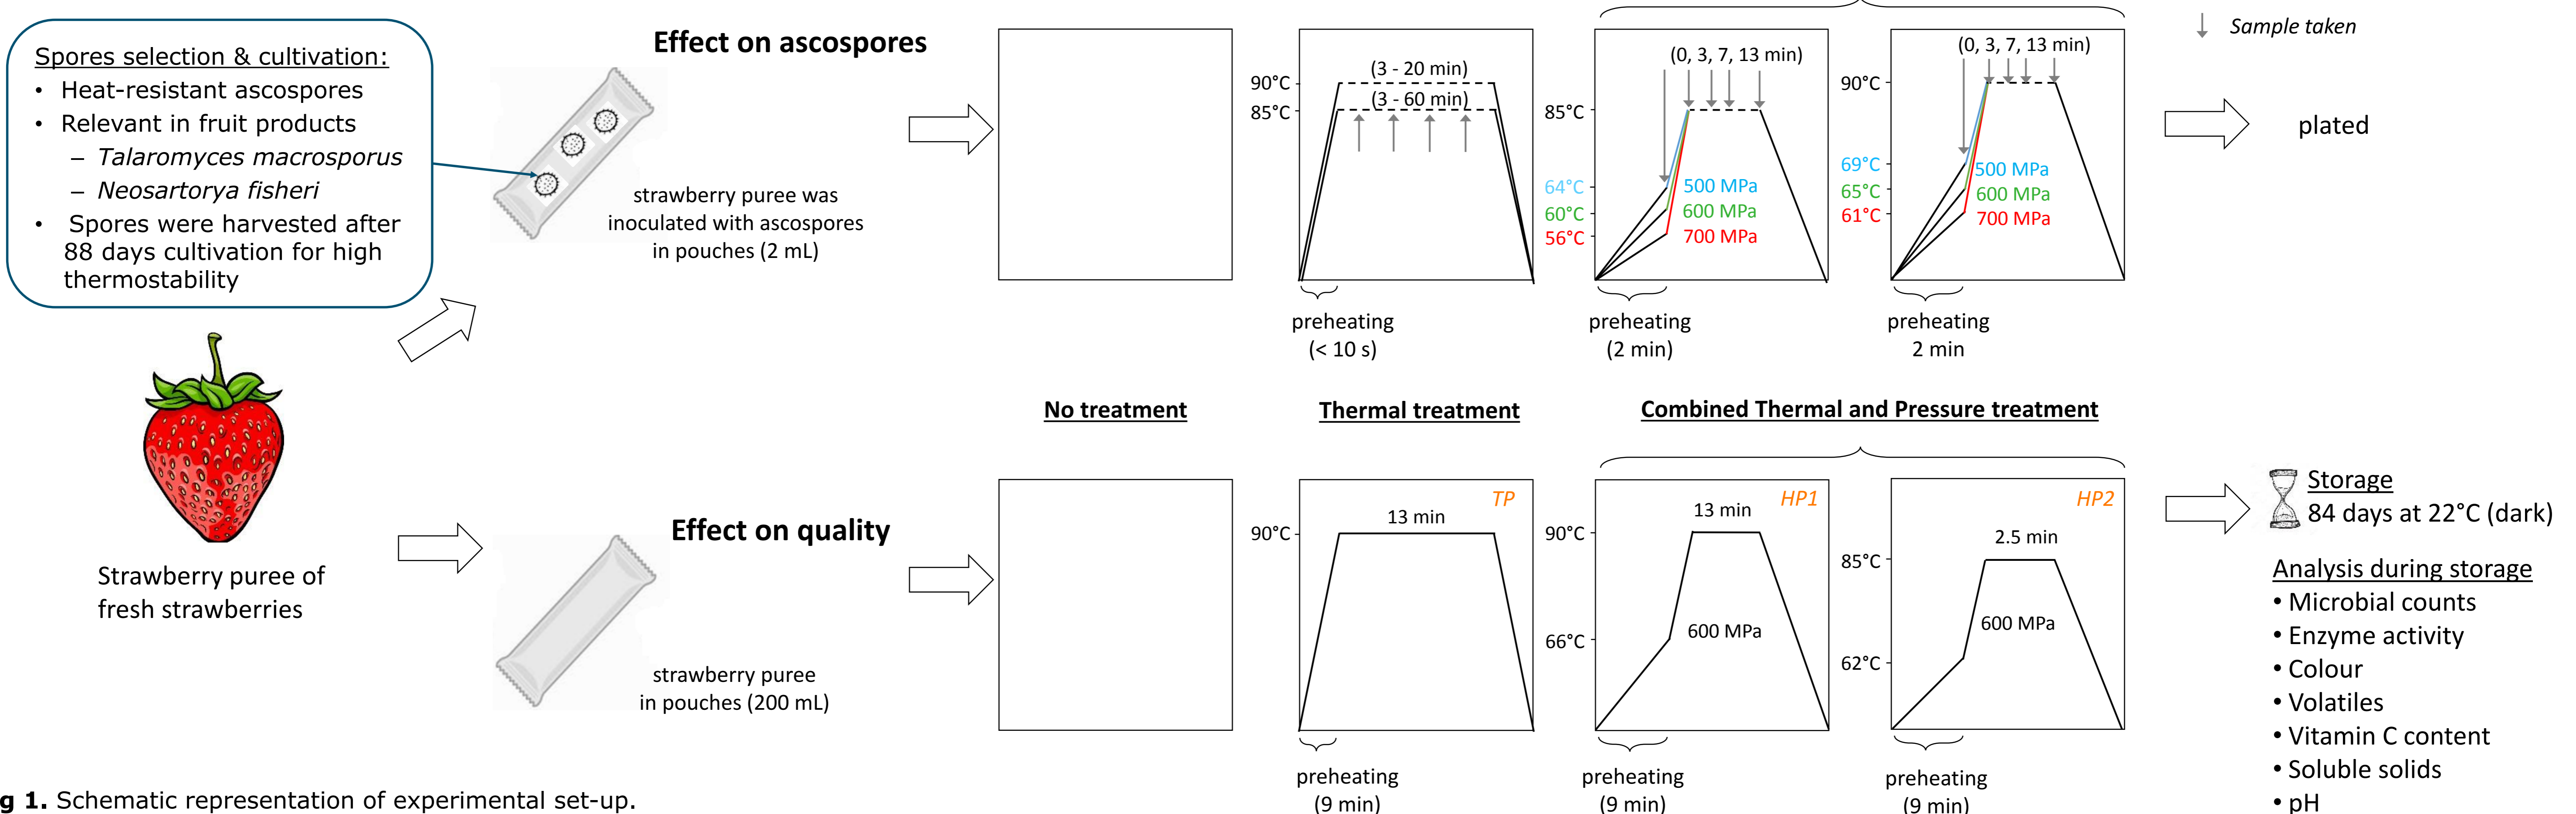 Spores selection & cultivation:
• Heat-resistant ascospores
• Relevant in fruit products
– Talaromyces macrosporus
– Neosartorya fisheri
• Spores were harvested after
88 days cultivation for high
thermostability
Effect on ascospores
strawberry puree was
inoculated with ascospores
in pouches (2 mL)
90°C
85°C
(3 - 20 min)
(3 - 60 min)
preheating
(< 10 s)
(0, 3, 7, 13 min)
85°C
64°C
60°C
56°C
500 MPa
600 MPa
700 MPa
preheating
(2 min)
(0, 3, 7, 13 min)
90°C
69°C
65°C
61°C
500 MPa
600 MPa
700 MPa
preheating
2 min
Sample taken
plated
No treatment
Thermal treatment
Combined Thermal and Pressure treatment
Strawberry puree of
fresh strawberries
Effect on quality
strawberry puree
in pouches (200 mL)
TP
90°C
13 min
preheating
(9 min)
HP1
13 min
90°C
66°C
600 MPa
preheating
(9 min)
HP2
2.5 min
85°C
62°C
600 MPa
preheating
(9 min)
Storage
84 days at 22°C (dark)
Analysis during storage
• Microbial counts
• Enzyme activity
• Colour
• Volatiles
• Vitamin C content
• Soluble solids
• pH
g 1. Schematic representation of experimental set-up.